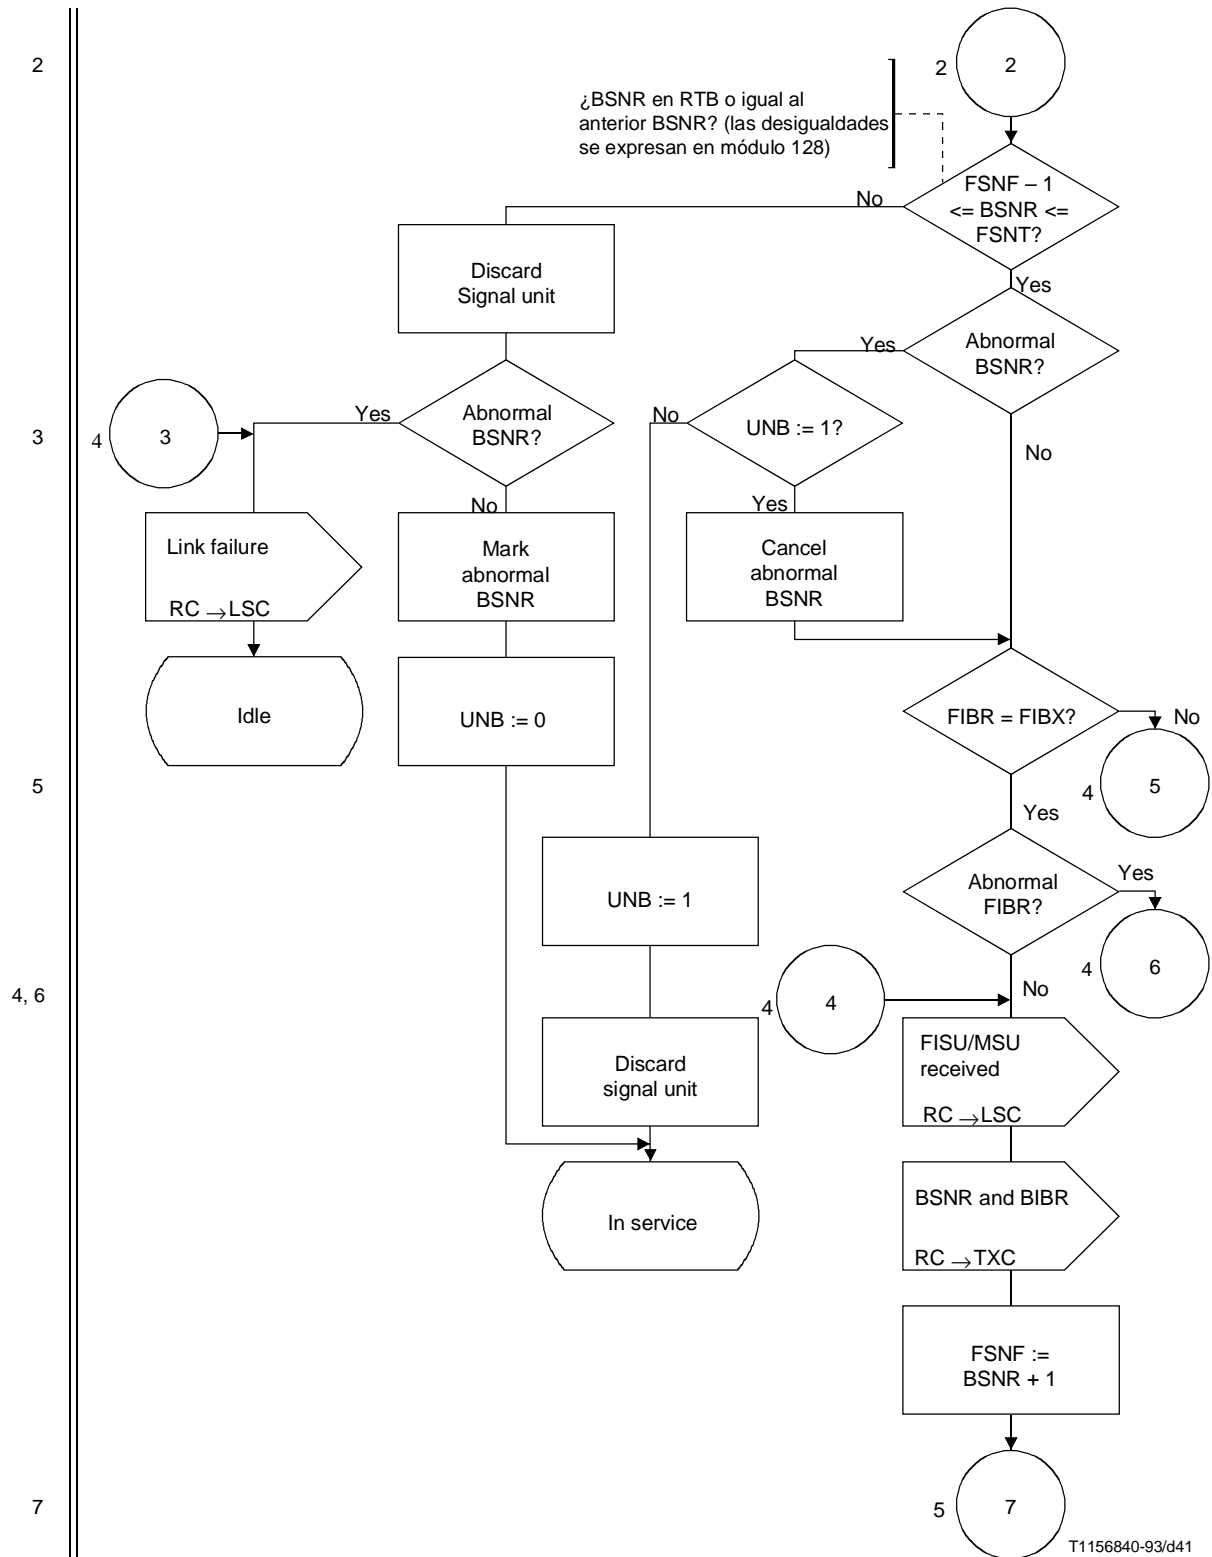 2
2
2
¿BSNR en RTB o igual al
anterior BSNR? (las desigualdades
se expresan en módulo 128)
FSNF – 1
<= BSNR <=
FSNT?
No
Yes
Discard
Signal unit
Abnormal
BSNR?
Yes
No
3
4
3
Yes
Abnormal
BSNR?
No
No
UNB := 1?
Yes
Link failure
RC →LSC
Mark
abnormal
BSNR
Cancel
abnormal
BSNR
Idle
UNB := 0
FIBR = FIBX?
No
5
4
5
Yes
UNB := 1
Abnormal
FIBR?
Yes
4
6
4, 6
4
4
No
Discard
signal unit
FISU/MSU
received
RC →LSC
In service
BSNR and BIBR
RC →TXC
FSNF :=
BSNR + 1
7
5
7
T1156840-93/d41